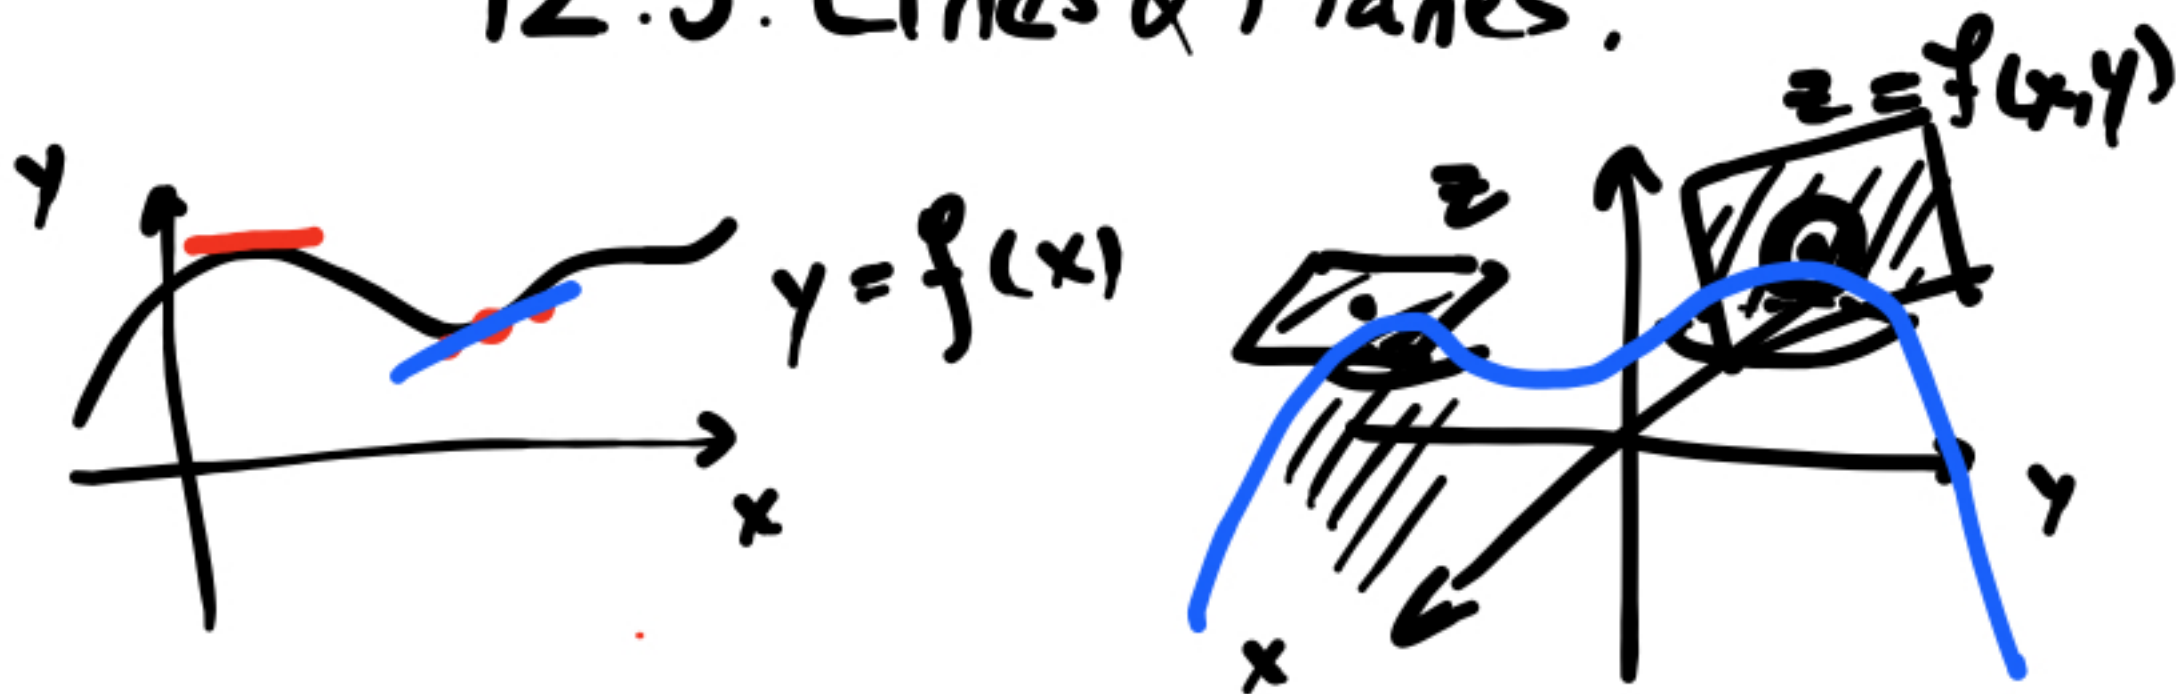 12.5. Lines & Planes.
z = f(x,y)
y
z
y = f(x)
y
x
x